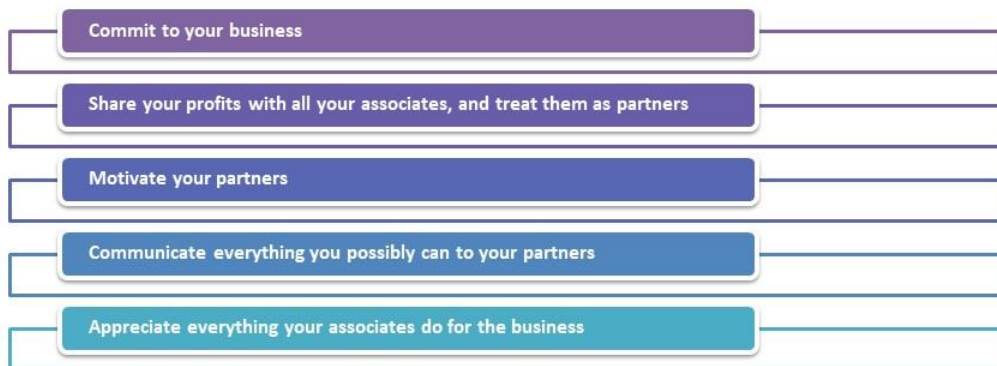 Commit to your business
Share your profits with all your associates, and treat them as partners
Motivate your partners
Communicate everything you possibly can to your partners
Appreciate everything your associates do for the business